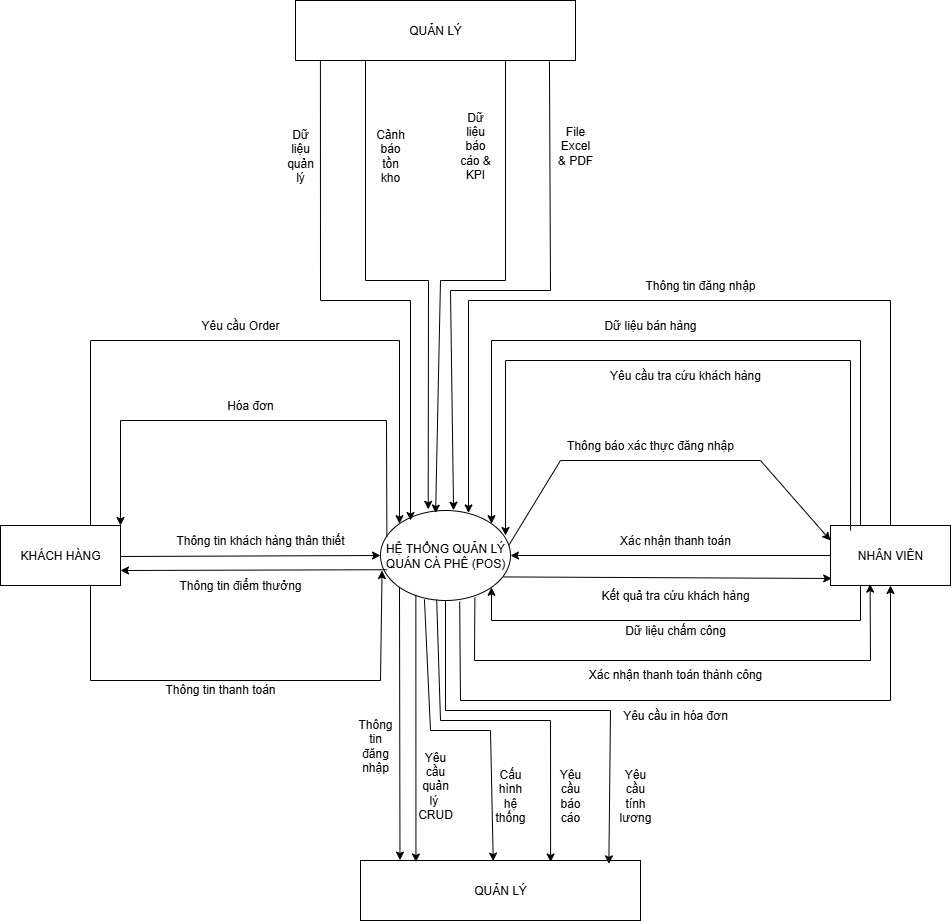 QUẢN LÝ
Dữ
liệu
quản
lý
Cảnh
báo
tồn
kho
Dữ
liệu
báo
cáo &
KPI
File
Excel
& PDF
Thông tin đăng nhập
Yêu cầu Order
Dữ liệu bán hàng
Yêu cầu tra cứu khách hàng
Hóa đơn
Thông báo xác thực đăng nhập
KHÁCH HÀNG
Thông tin khách hàng thân thiết
HỆ THỐNG QUẢN LÝ
QUÁN CÀ PHÊ (POS)
Xác nhận thanh toán
NHÂN VIÊN
Thông tin điểm thưởng
Kết quả tra cứu khách hàng
Dữ liệu chấm công
Xác nhận thanh toán thành công
Thông tin thanh toán
Yêu cầu in hóa đơn
Thông
tin
đăng
nhập
Yêu
cầu
quản
lý
CRUD
Cấu
hình
hệ
thống
Yêu
cầu
báo
cáo
Yêu
cầu
tính
lương
QUẢN LÝ